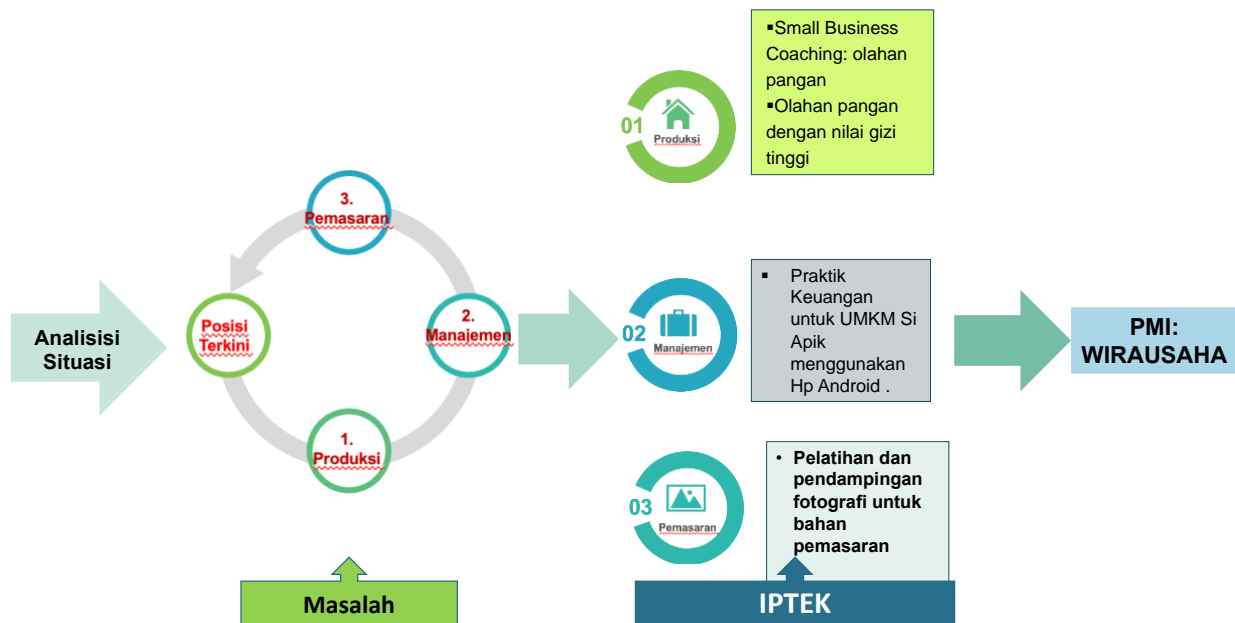 Analisisi
Situasi
Posisi
Terkini
3.
Pemasaran
2.
Manajemen
1.
Produksi
Masalah
01
Produksi
▪Small Business
Coaching: olahan
pangan
▪Olahan pangan
dengan nilai gizi
tinggi
02
Manajemen
▪ Praktik
Keuangan
untuk UMKM Si
Apik
menggunakan
Hp Android .
03
Pemasaran
• Pelatihan dan
pendampingan
fotografi untuk
bahan
pemasaran
IPTEK
PMI:
WIRAUSAHA